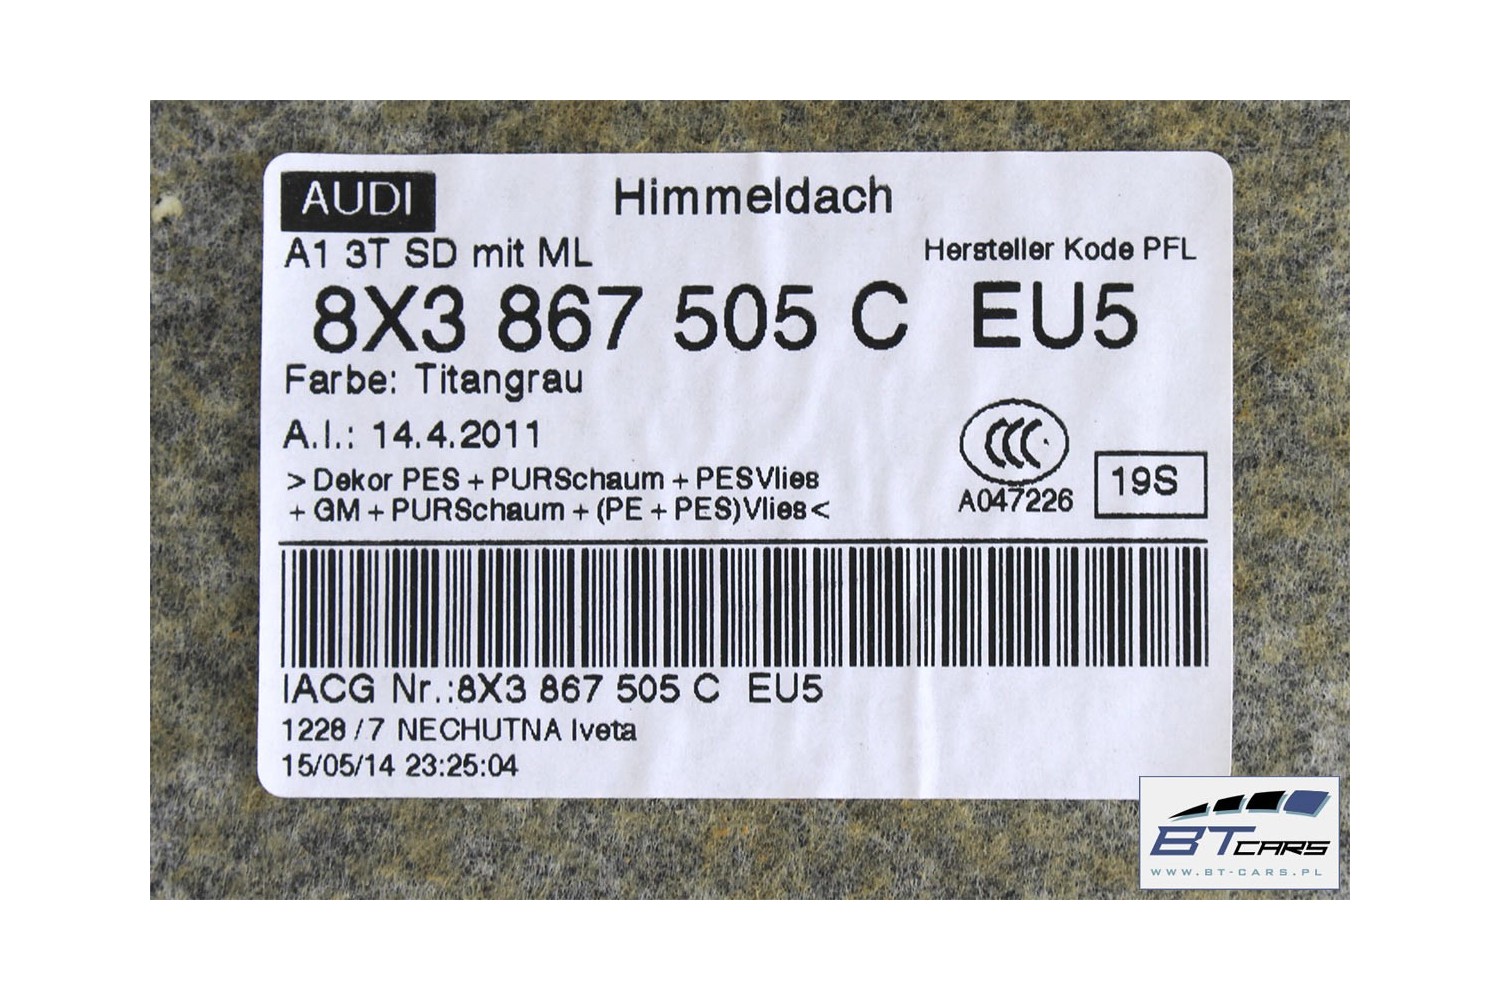 AUDI
Himmeldach
A1 3T SD mit ML
Hersteller Kode PFL
8X3 867 505 C EU5
Farbe: Titangrau
A.I.: 14.4.2011
> Dekor PES + PURSchaum + PESVlies
+ GM + PURSchaum + (PE + PES)Vlies <
CCC
A047226
19S
IACG Nr.:8X3 867 505 C EU5
1228 / 7 NECHUTNA Iveta
15/05/14 23:25:04
BT CARS
WWW.BT-CARS.PL